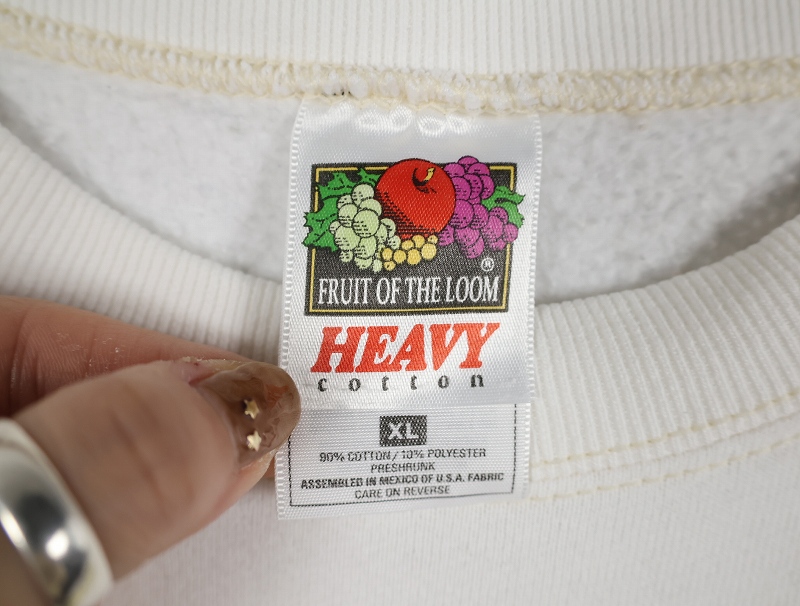 ®
FRUIT OF THE LOOM
HEAVY
cotton
XL
90% COTTON / 10% POLYESTER
PRESHRUNK
ASSEMBLED IN MEXICO OF U.S.A. FABRIC
CARE ON REVERSE